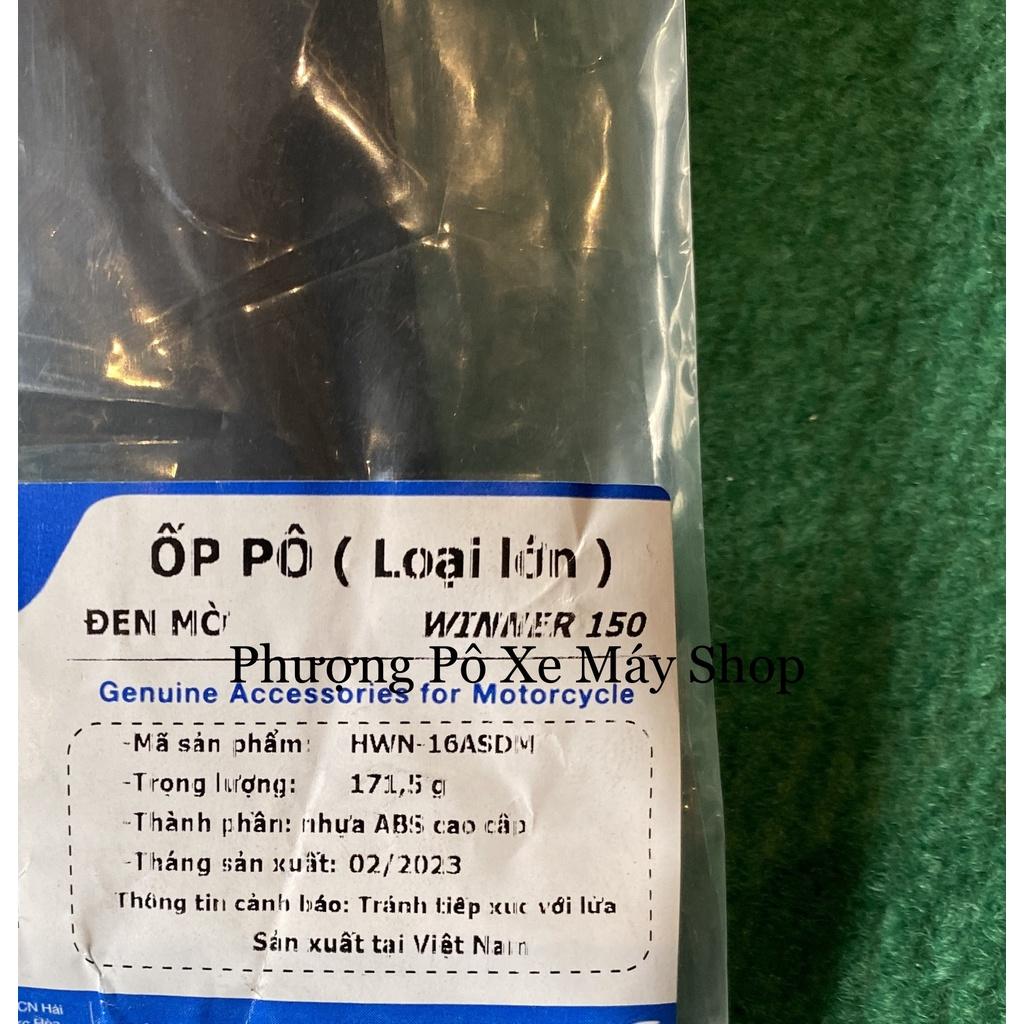 ỐP PÔ ( Loại lớn )
ĐEN MỜ WINNER 150
Phượng Pô Xe Máy Shop
Genuine Accessories for Motorcycle
-Mã sản phẩm: HWN-16ASDM
-Trọng lượng: 171,5 g
-Thành phần: nhựa ABS cao cấp
-Tháng sản xuất: 02/2023
Thông tin cảnh báo: Tránh tiếp xúc với lửa
Sản xuất tại Việt Nam
CN Hải